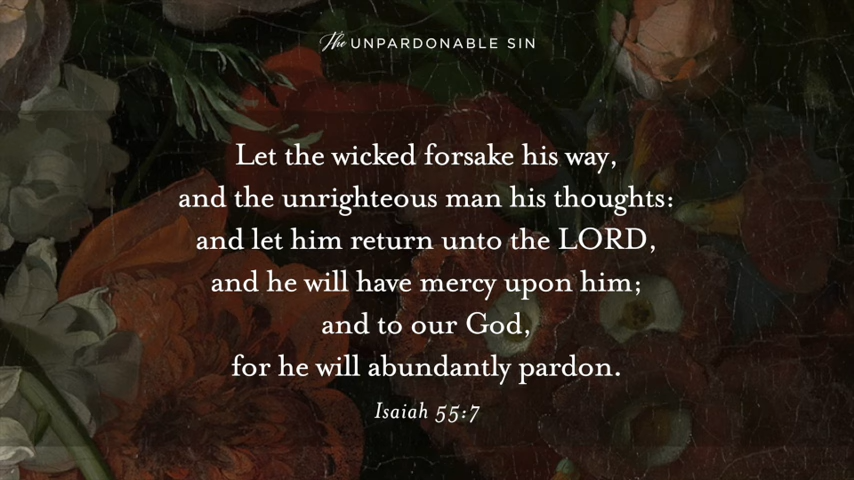 The UNPARDONABLE SIN
Let the wicked forsake his way,
and the unrighteous man his thoughts:
and let him return unto the LORD,
and he will have mercy upon him;
and to our God,
for he will abundantly pardon.
Isaiah 55:7